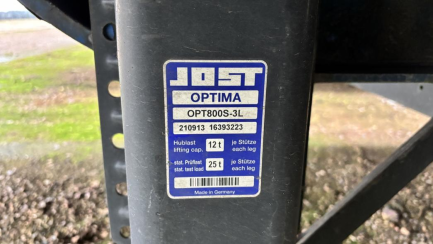 JOST
OPTIMA
OPT800S-3L
210913 16393223
Hublast 12 t je Stütze
lifting cap. each leg
stat. Prüflast 25 t je Stütze
stat. test load each leg
Made in Germany